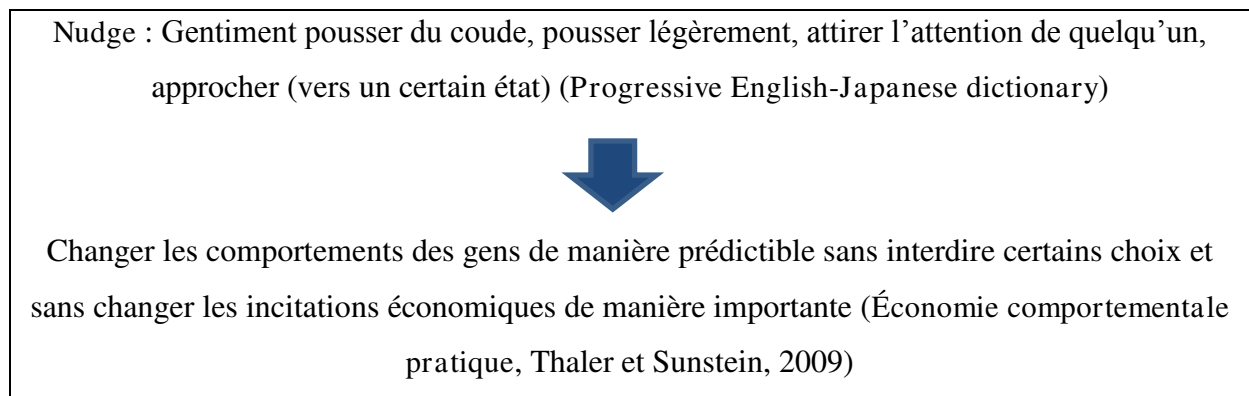 Nudge : Gentiment pousser du coude, pousser légèrement, attirer l’attention de quelqu’un,
approcher (vers un certain état) (Progressive English-Japanese dictionary)
Changer les comportements des gens de manière prédictible sans interdire certains choix et
sans changer les incitations économiques de manière importante (Économie comportementale
pratique, Thaler et Sunstein, 2009)